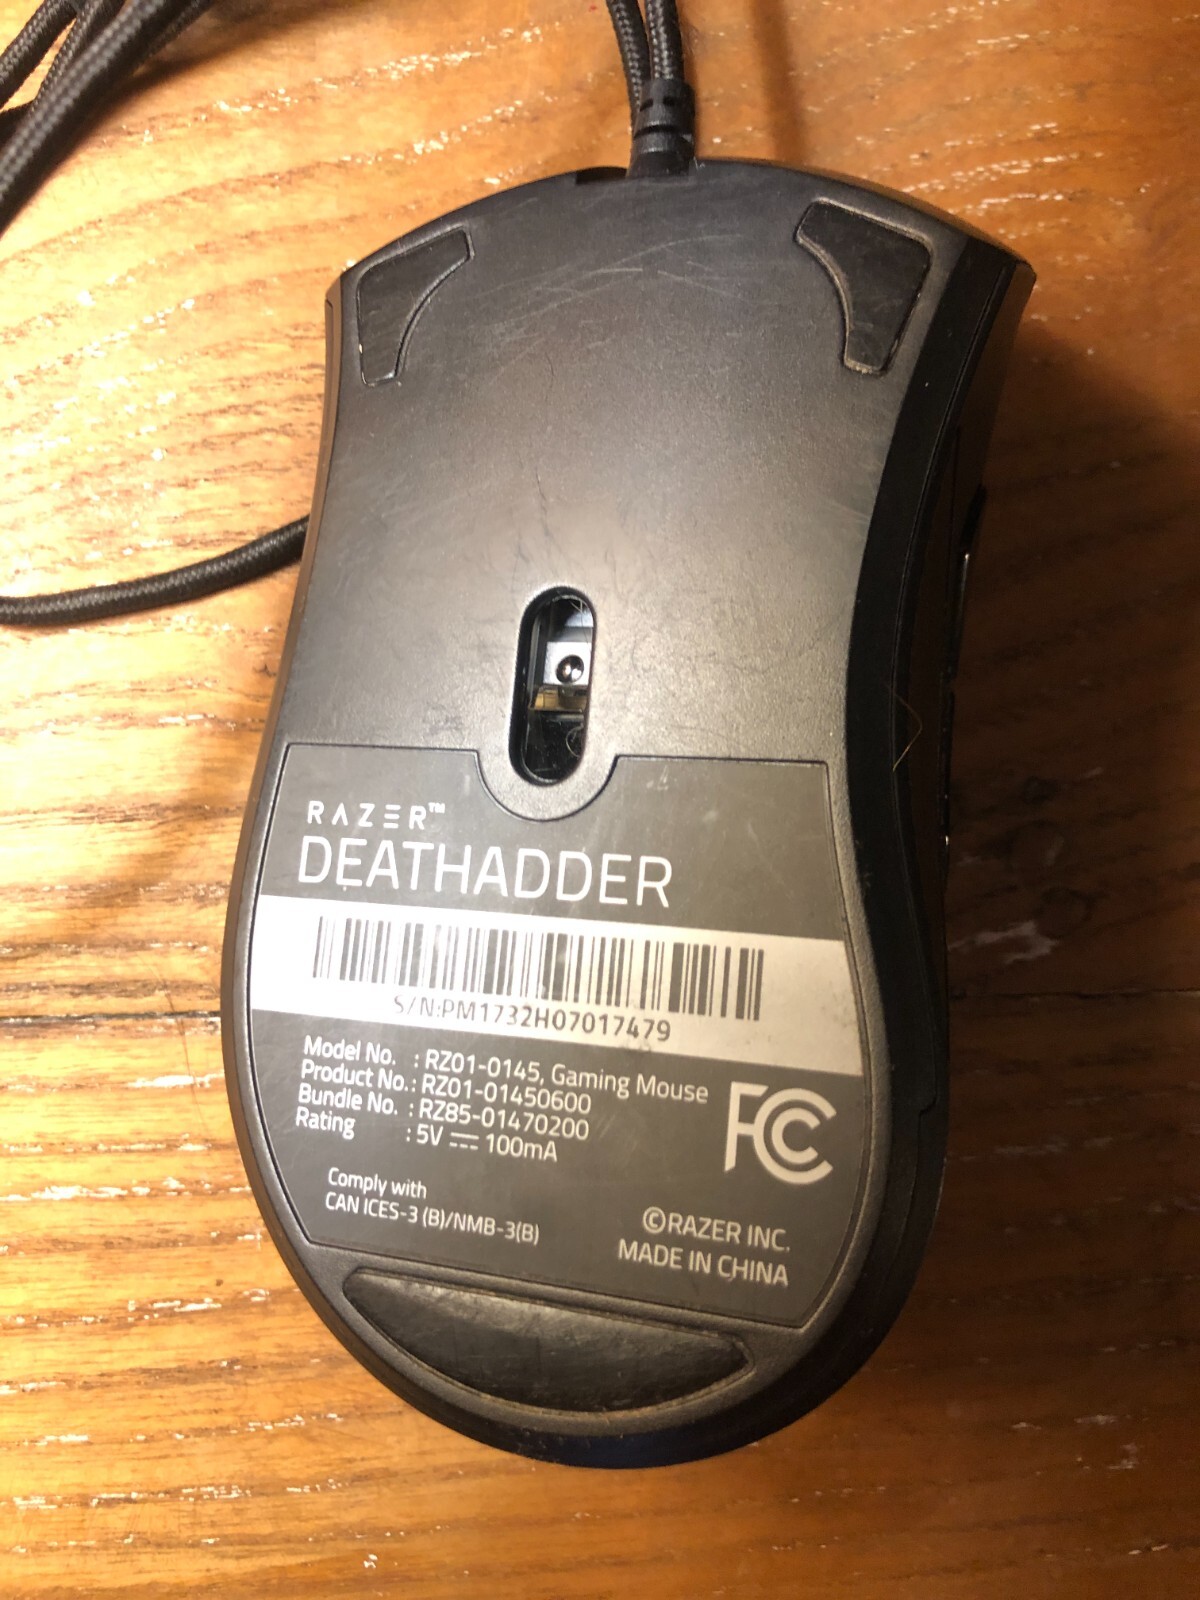 RAZER™
DEATHADDER
S/N:PM1732H07017479
Model No. : RZ01-0145, Gaming Mouse
Product No.: RZ01-01450600
Bundle No. : RZ85-01470200
Rating : 5V ⎓ 100mA
FC
Comply with
CAN ICES-3 (B)/NMB-3(B)
©RAZER INC.
MADE IN CHINA